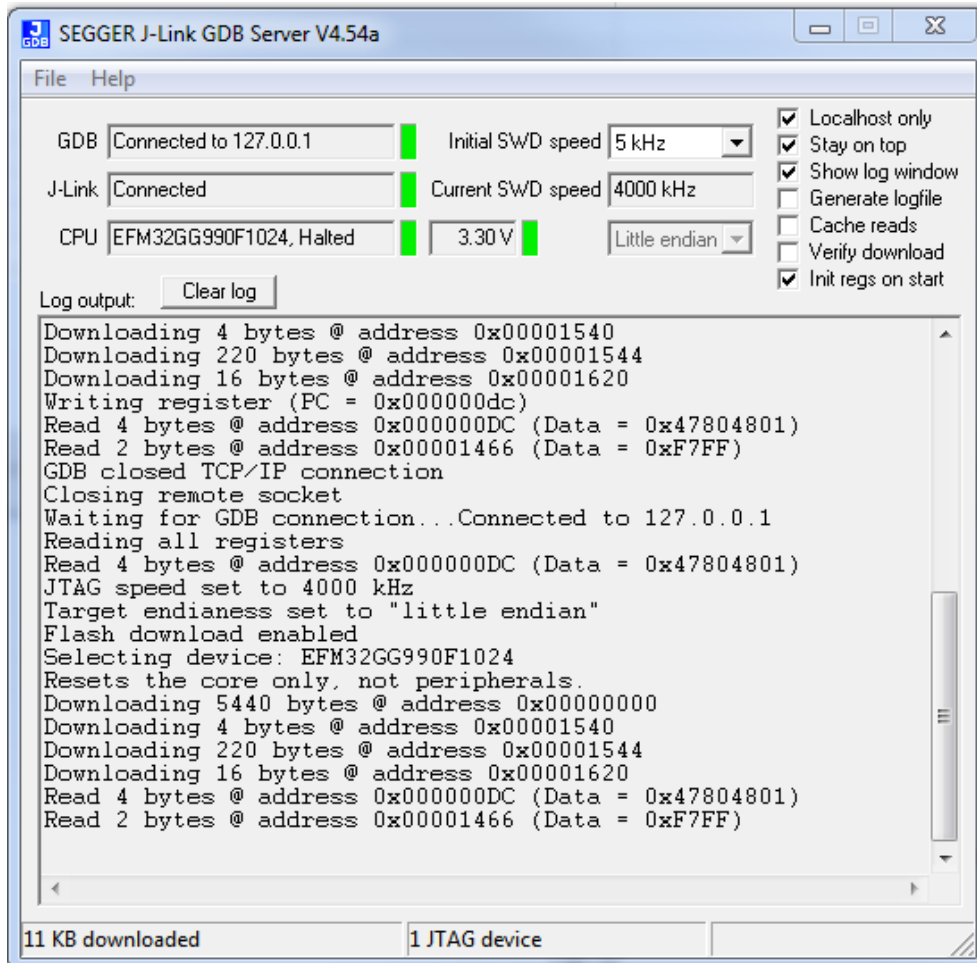 J GDB SEGGER J-Link GDB Server V4.54a
File Help
GDB Connected to 127.0.0.1 Initial SWD speed 5 kHz
J-Link Connected Current SWD speed 4000 kHz
CPU EFM32GG990F1024, Halted 3.30 V Little endian
Localhost only
Stay on top
Show log window
Generate logfile
Cache reads
Verify download
Init regs on start
Log output: Clear log
Downloading 4 bytes @ address 0x00001540
Downloading 220 bytes @ address 0x00001544
Downloading 16 bytes @ address 0x00001620
Writing register (PC = 0x000000dc)
Read 4 bytes @ address 0x000000DC (Data = 0x47804801)
Read 2 bytes @ address 0x00001466 (Data = 0xF7FF)
GDB closed TCP/IP connection
Closing remote socket
Waiting for GDB connection...Connected to 127.0.0.1
Reading all registers
Read 4 bytes @ address 0x000000DC (Data = 0x47804801)
JTAG speed set to 4000 kHz
Target endianess set to "little endian"
Flash download enabled
Selecting device: EFM32GG990F1024
Resets the core only, not peripherals.
Downloading 5440 bytes @ address 0x00000000
Downloading 4 bytes @ address 0x00001540
Downloading 220 bytes @ address 0x00001544
Downloading 16 bytes @ address 0x00001620
Read 4 bytes @ address 0x000000DC (Data = 0x47804801)
Read 2 bytes @ address 0x00001466 (Data = 0xF7FF)
11 KB downloaded 1 JTAG device